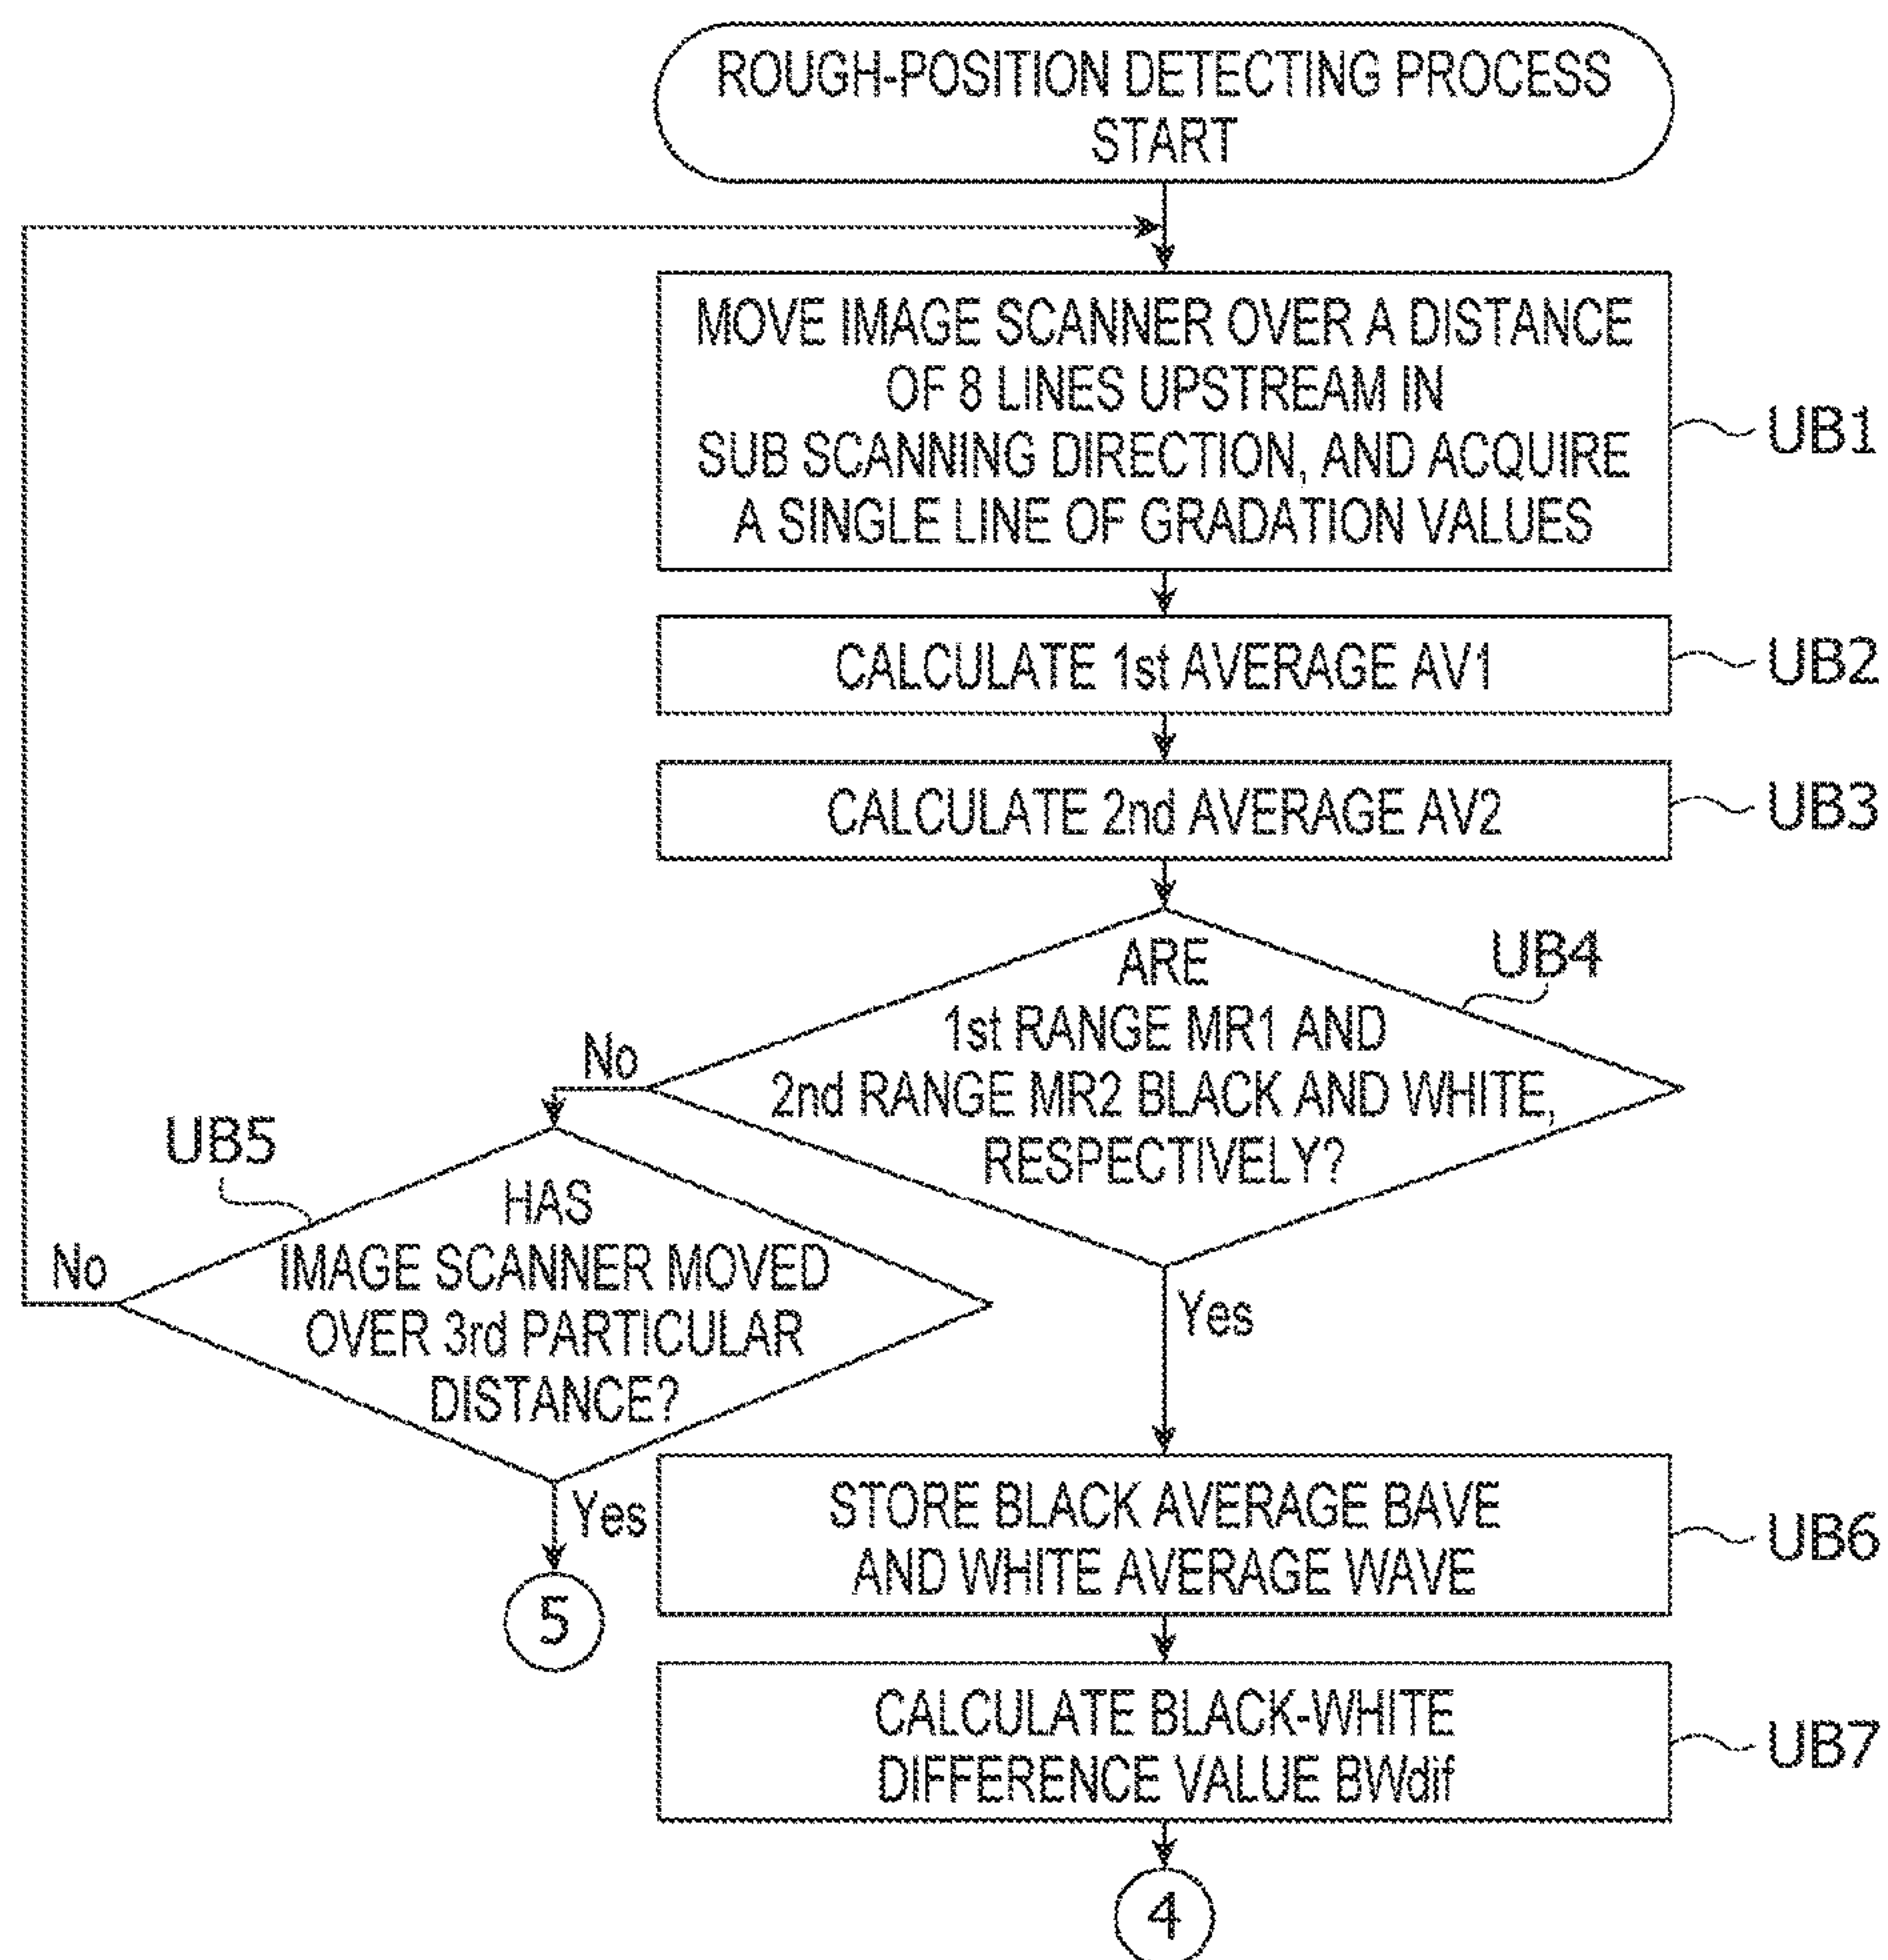 ROUGH-POSITION DETECTING PROCESS
START
MOVE IMAGE SCANNER OVER A DISTANCE
OF 8 LINES UPSTREAM IN
SUB SCANNING DIRECTION, AND ACQUIRE
A SINGLE LINE OF GRADATION VALUES
UB1
CALCULATE 1st AVERAGE AV1
UB2
CALCULATE 2nd AVERAGE AV2
UB3
ARE
1st RANGE MR1 AND
2nd RANGE MR2 BLACK AND WHITE,
RESPECTIVELY?
UB4
No
Yes
UB5
HAS
IMAGE SCANNER MOVED
OVER 3rd PARTICULAR
DISTANCE?
No
Yes
5
STORE BLACK AVERAGE BAVE
AND WHITE AVERAGE WAVE
UB6
CALCULATE BLACK-WHITE
DIFFERENCE VALUE BWdif
UB7
4